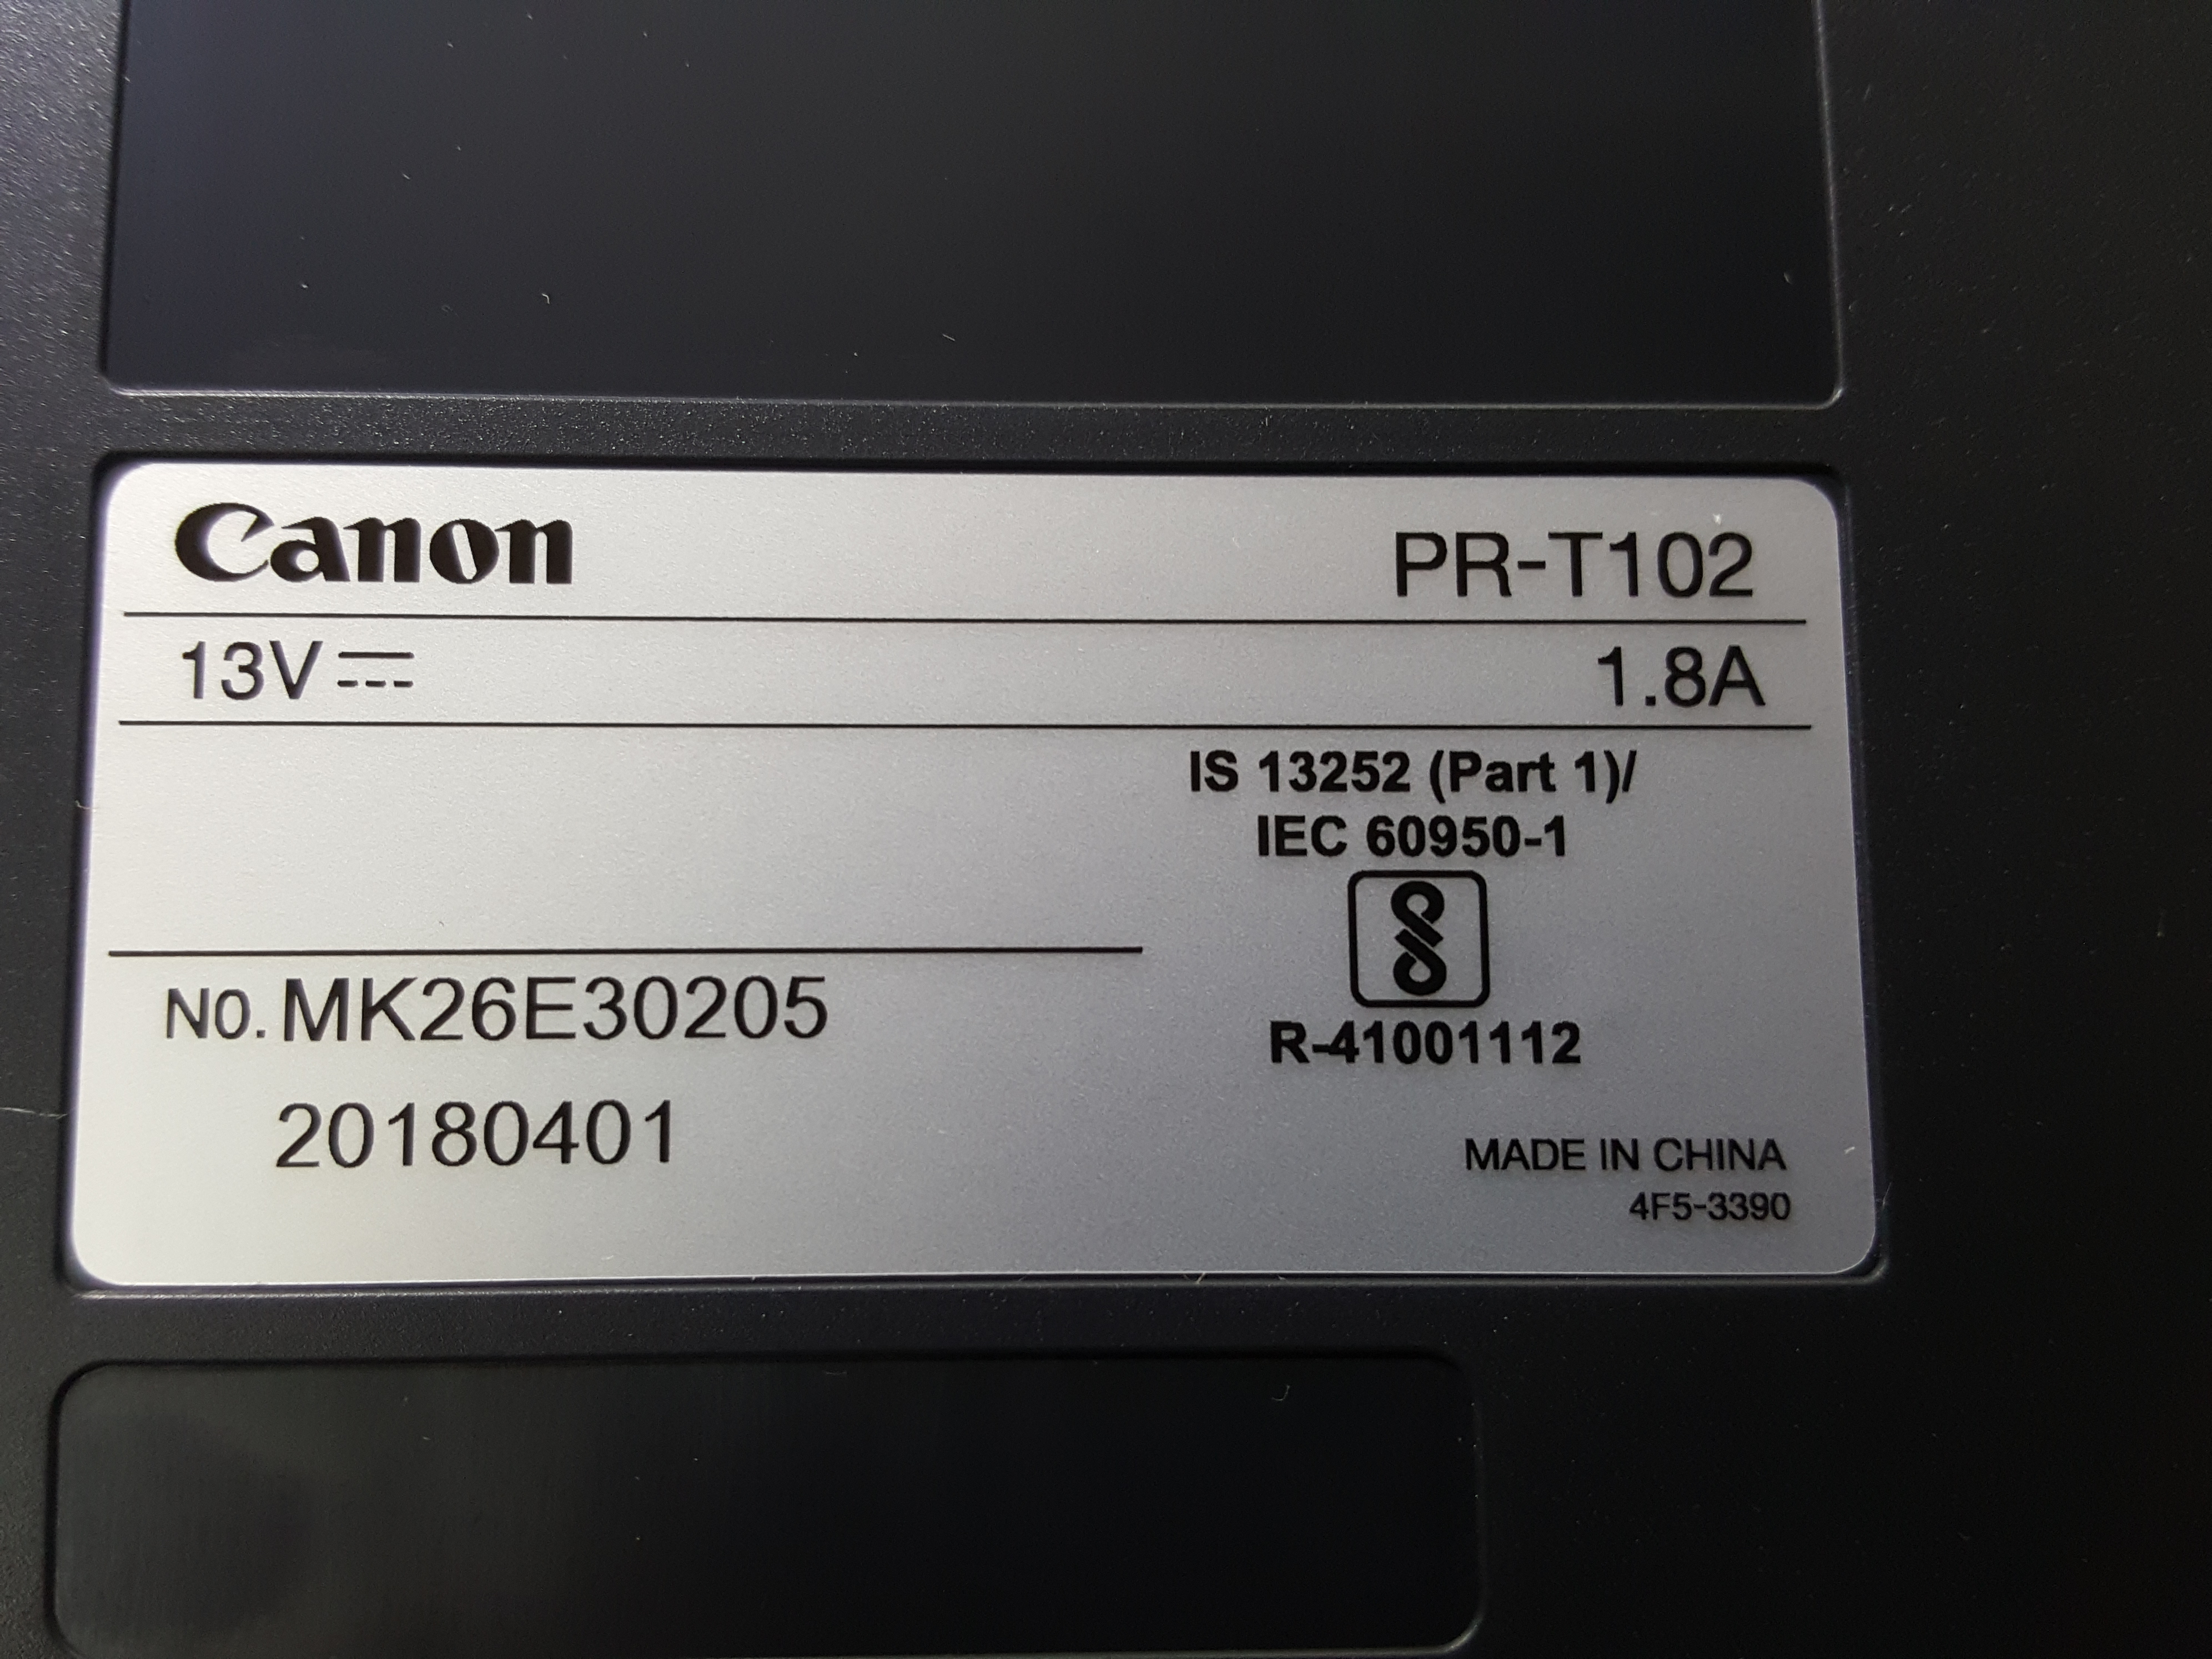 Canon PR-T102
13V⎓ 1.8A
IS 13252 (Part 1)/
IEC 60950-1
R-41001112
NO. MK26E30205
20180401
MADE IN CHINA
4F5-3390